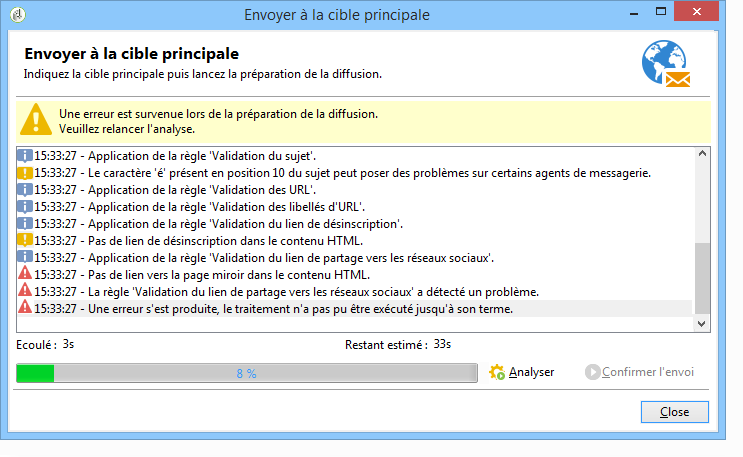 Envoyer à la cible principale
Envoyer à la cible principale
Indiquez la cible principale puis lancez la préparation de la diffusion.
Une erreur est survenue lors de la préparation de la diffusion.
Veuillez relancer l'analyse.
15:33:27 - Application de la règle 'Validation du sujet'.
15:33:27 - Le caractère 'é' présent en position 10 du sujet peut poser des problèmes sur certains agents de messagerie.
15:33:27 - Application de la règle 'Validation des URL'.
15:33:27 - Application de la règle 'Validation des libellés d'URL'.
15:33:27 - Application de la règle 'Validation du lien de désinscription'.
15:33:27 - Pas de lien de désinscription dans le contenu HTML.
15:33:27 - Application de la règle 'Validation du lien de partage vers les réseaux sociaux'.
15:33:27 - Pas de lien vers la page miroir dans le contenu HTML.
15:33:27 - La règle 'Validation du lien de partage vers les réseaux sociaux' a détecté un problème.
15:33:27 - Une erreur s'est produite, le traitement n'a pas pu être exécuté jusqu'à son terme.
Ecoulé : 3s Restant estimé : 33s
8 % Analyser Confirmer l'envoi
Close